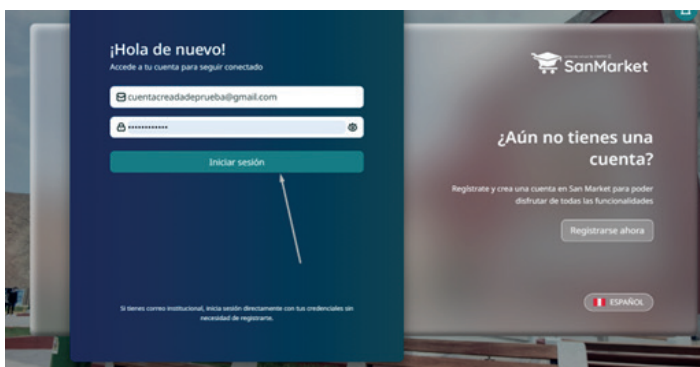 ¡Hola de nuevo!
Accede a tu cuenta para seguir conectado
cuentacreadadeprueba@gmail.com
Iniciar sesión
Si tienes correo institucional, inicia sesión directamente con tus credenciales sin
necesidad de registrarte.
SanMarket
¿Aún no tienes una
cuenta?
Regístrate y crea una cuenta en San Market para poder
disfrutar de todas las funcionalidades
Registrarse ahora
ESPAÑOL